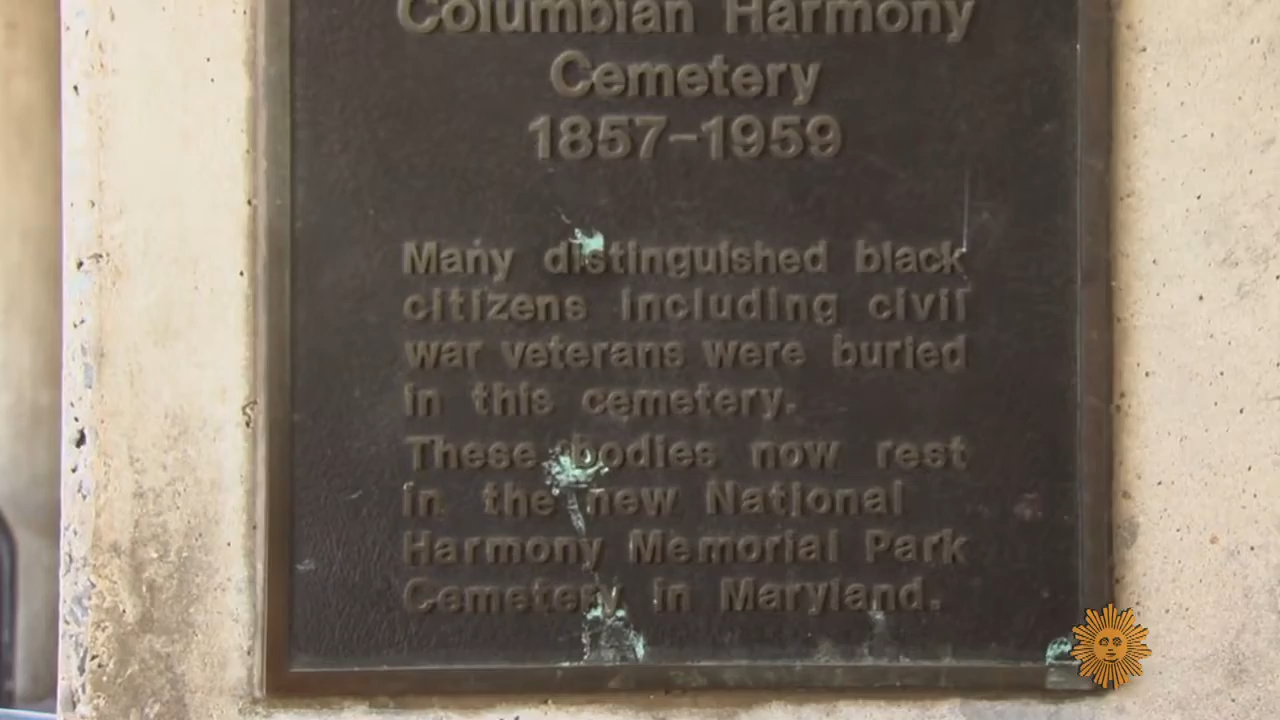 Columbian Harmony
Cemetery
1857-1959
Many distinguished black
citizens including civil
war veterans were buried
in this cemetery.
These bodies now rest
in the new National
Harmony Memorial Park
Cemetery in Maryland.